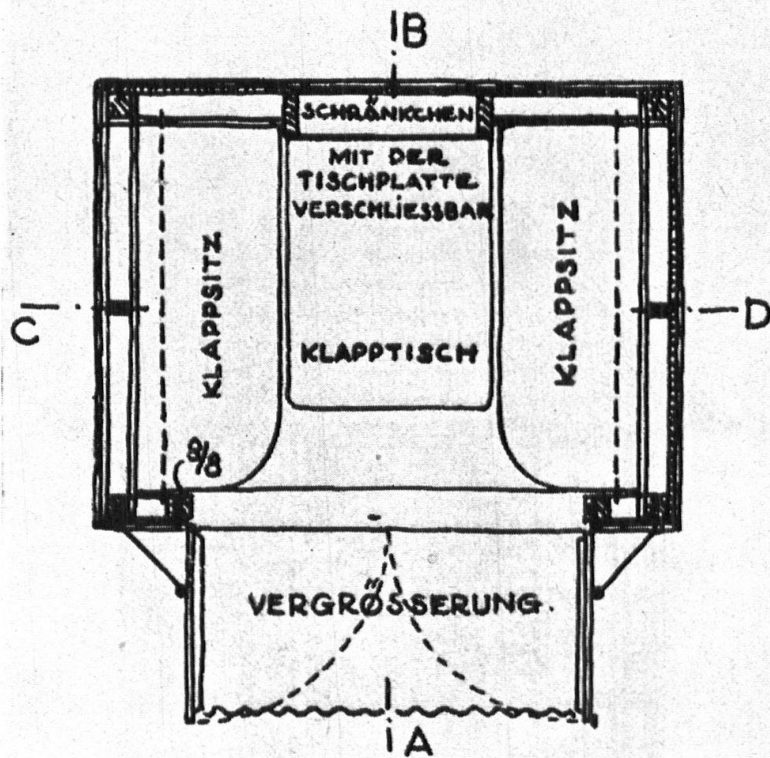 B
SCHRÄNKCHEN
MIT DER
TISCHPLATTE
VERSCHLIESSBAR
KLAPPSITZ
KLAPPSITZ
C
D
KLAPPTISCH
8/8
VERGRÖSSERUNG.
A